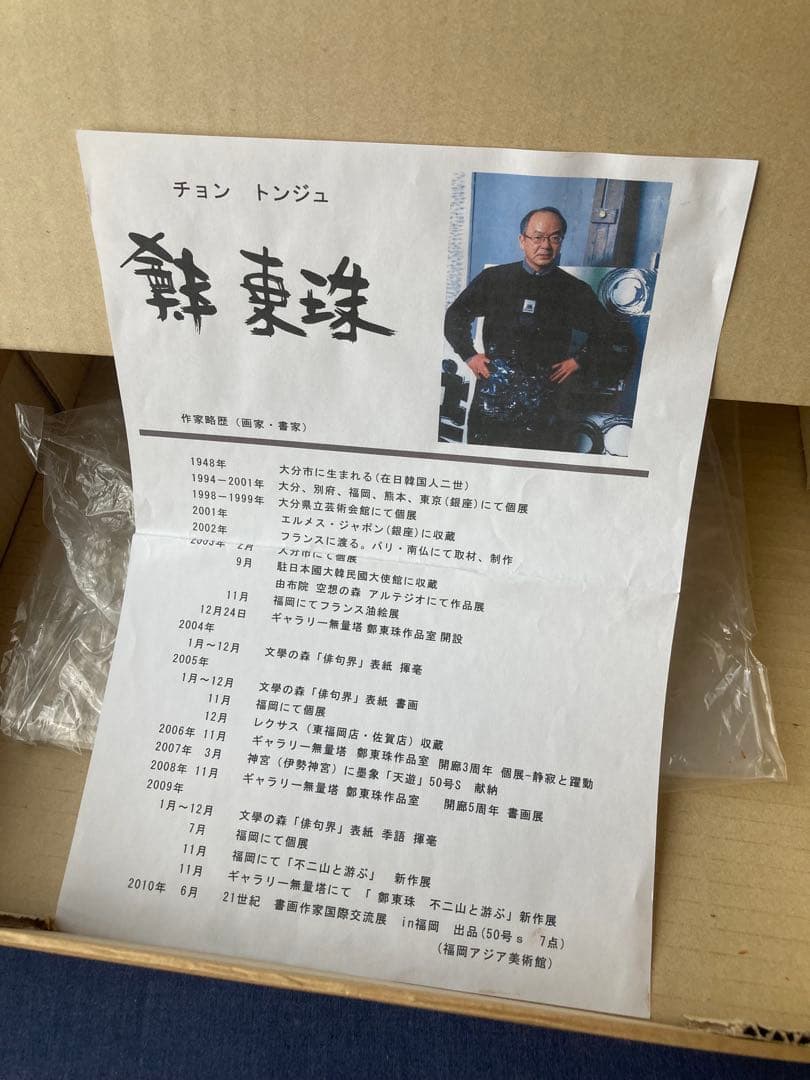 チョン トンジュ
鄭東珠
作家略歴(画家・書家)
1948年 大分市に生まれる(在日韓国人二世)
1994-2001年 大分、別府、福岡、熊本、東京(銀座)にて個展
1998-1999年 大分県立芸術会館にて個展
2001年 エルメス・ジャポン(銀座)に収蔵
2002年 フランスに渡る。パリ・南仏にて取材、制作
2003年 2月 大分市にて個展
9月 駐日本國大韓民國大使館に収蔵
由布院 空想の森 アルテジオにて作品展
11月 福岡にてフランス油絵展
12月24日 ギャラリー無量塔 鄭東珠作品室 開設
2004年
1月~12月 文學の森「俳句界」表紙 揮毫
2005年
1月~12月 文學の森「俳句界」表紙 書画
11月 福岡にて個展
12月 レクサス(東福岡店・佐賀店)収蔵
2006年 11月 ギャラリー無量塔 鄭東珠作品室 開廊3周年 個展-静寂と躍動
2007年 3月 神宮(伊勢神宮)に墨象「天遊」50号S 献納
2008年 11月 ギャラリー無量塔 鄭東珠作品室 開廊5周年 書画展
2009年
1月~12月 文學の森「俳句界」表紙 季語 揮毫
7月 福岡にて個展
11月 福岡にて「不二山と游ぶ」 新作展
11月 ギャラリー無量塔にて 「 鄭東珠 不二山と游ぶ」新作展
2010年 6月 21世紀 書画作家国際交流展 in福岡 出品(50号s 7点)
(福岡アジア美術館)